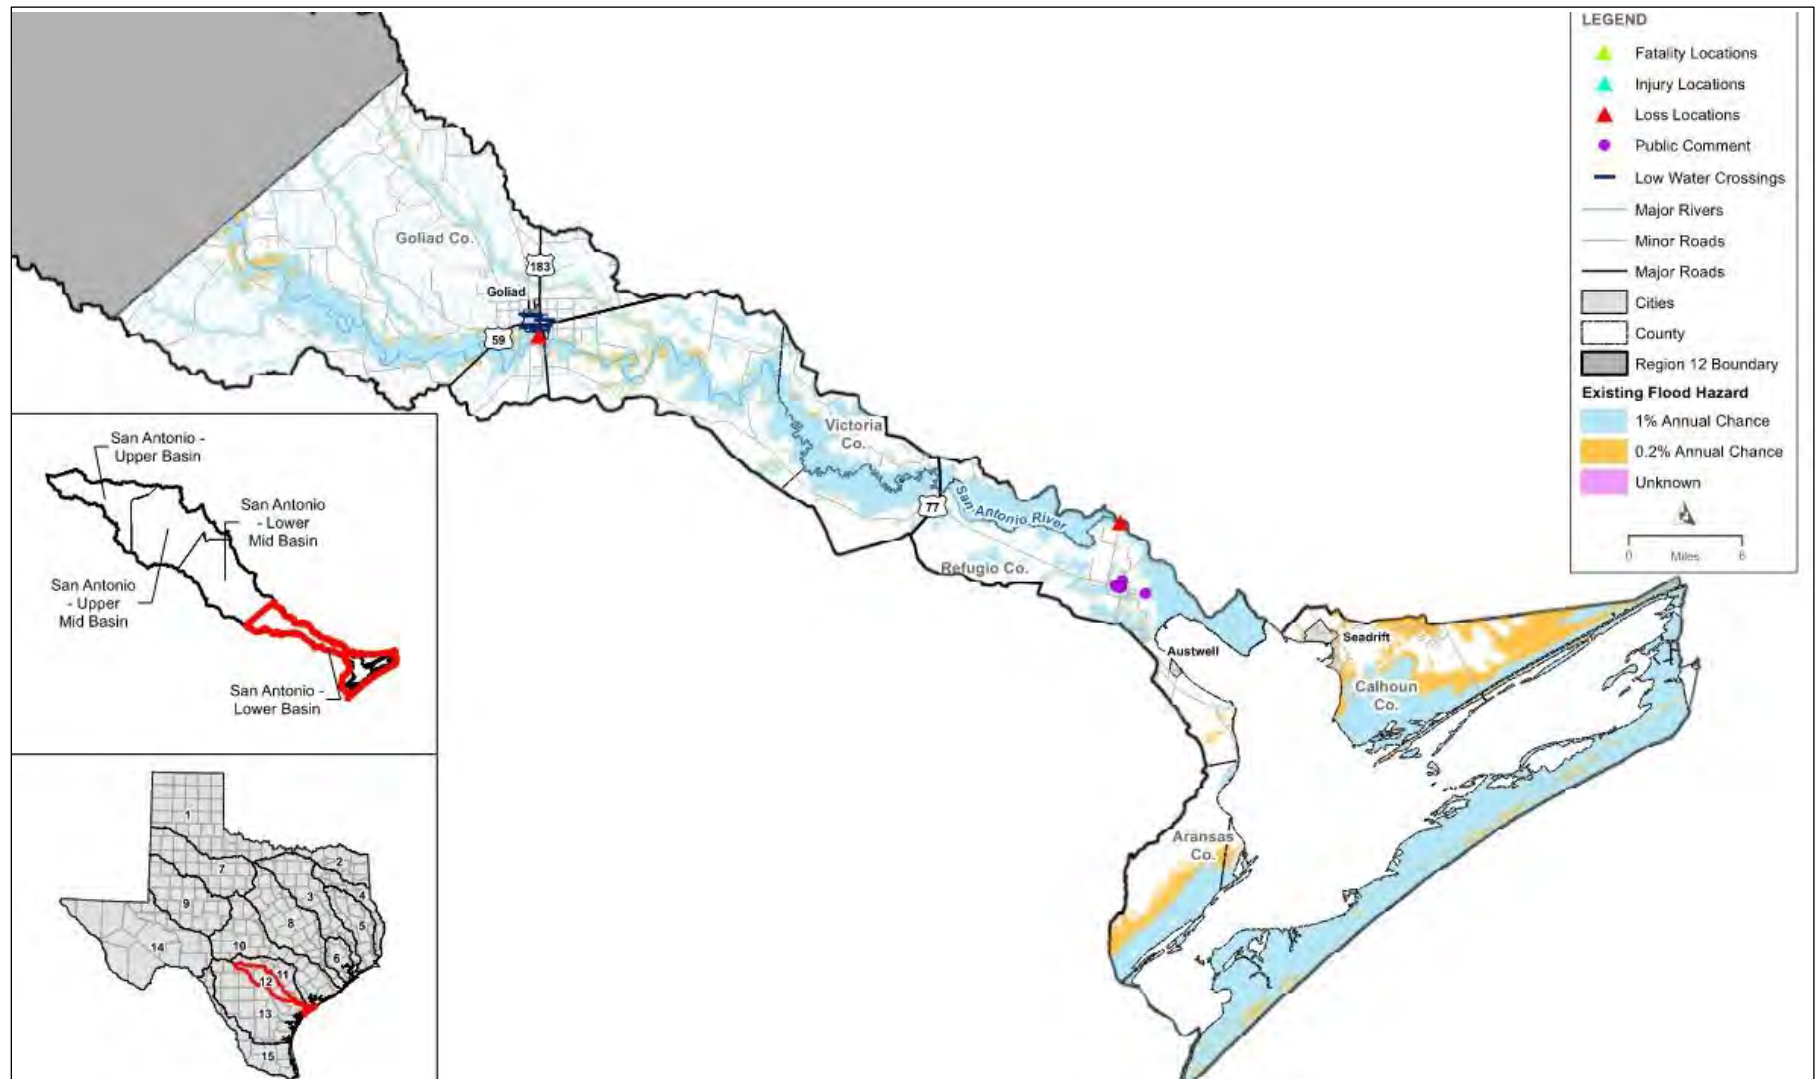 LEGEND
Fatality Locations
Injury Locations
Loss Locations
Public Comment
Low Water Crossings
Major Rivers
Minor Roads
Major Roads
Cities
County
Region 12 Boundary
Existing Flood Hazard
1% Annual Chance
0.2% Annual Chance
Unknown
0
Miles
6
Goliad Co.
183
Goliad
59
Victoria
Co.
77
San Antonio River
Refugio Co.
Austwell
Seadrift
Calhoun
Co.
Aransas
Co.
San Antonio -
Upper Basin
San Antonio
- Lower
Mid Basin
San Antonio
- Upper
Mid Basin
San Antonio -
Lower Basin
1
2
7
3
4
9
8
5
14
10
6
11
12
13
15